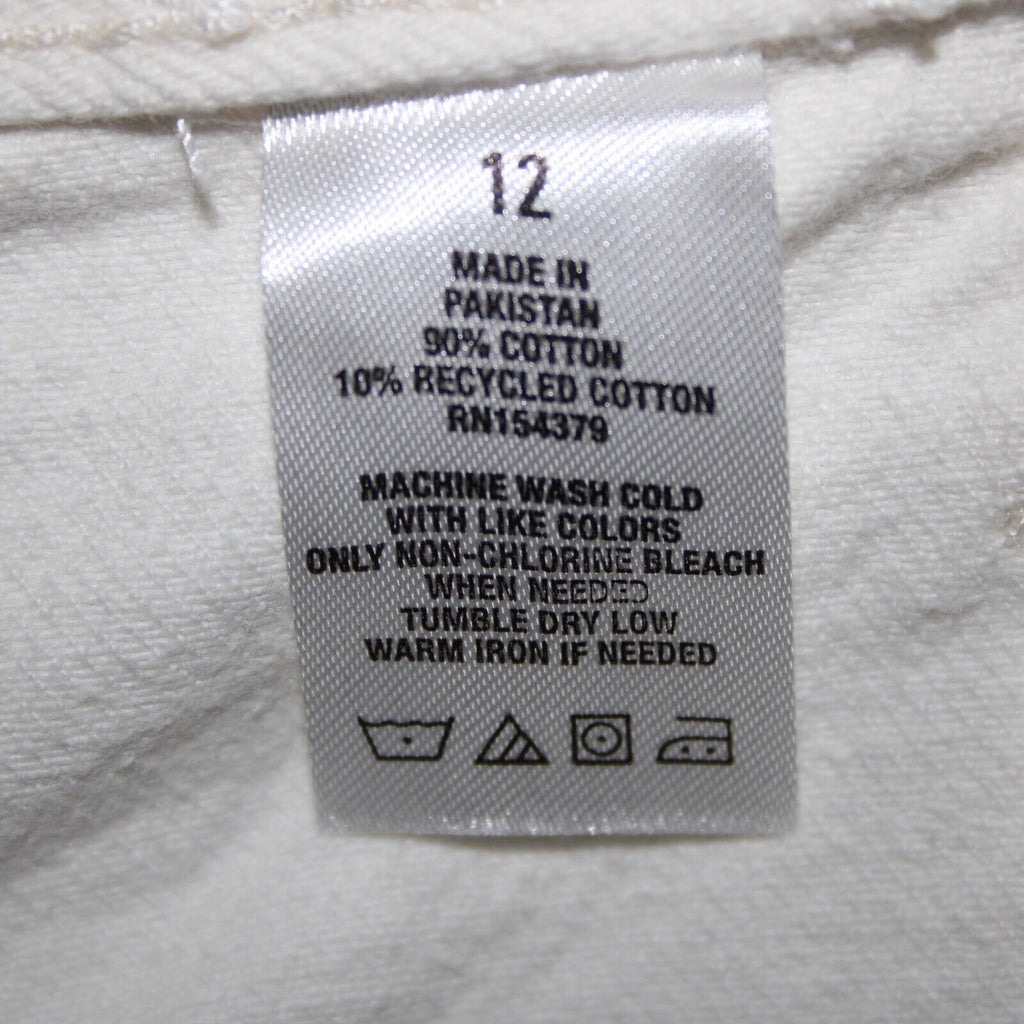 12
MADE IN
PAKISTAN
90% COTTON
10% RECYCLED COTTON
RN154379
MACHINE WASH COLD
WITH LIKE COLORS
ONLY NON-CHLORINE BLEACH
WHEN NEEDED
TUMBLE DRY LOW
WARM IRON IF NEEDED